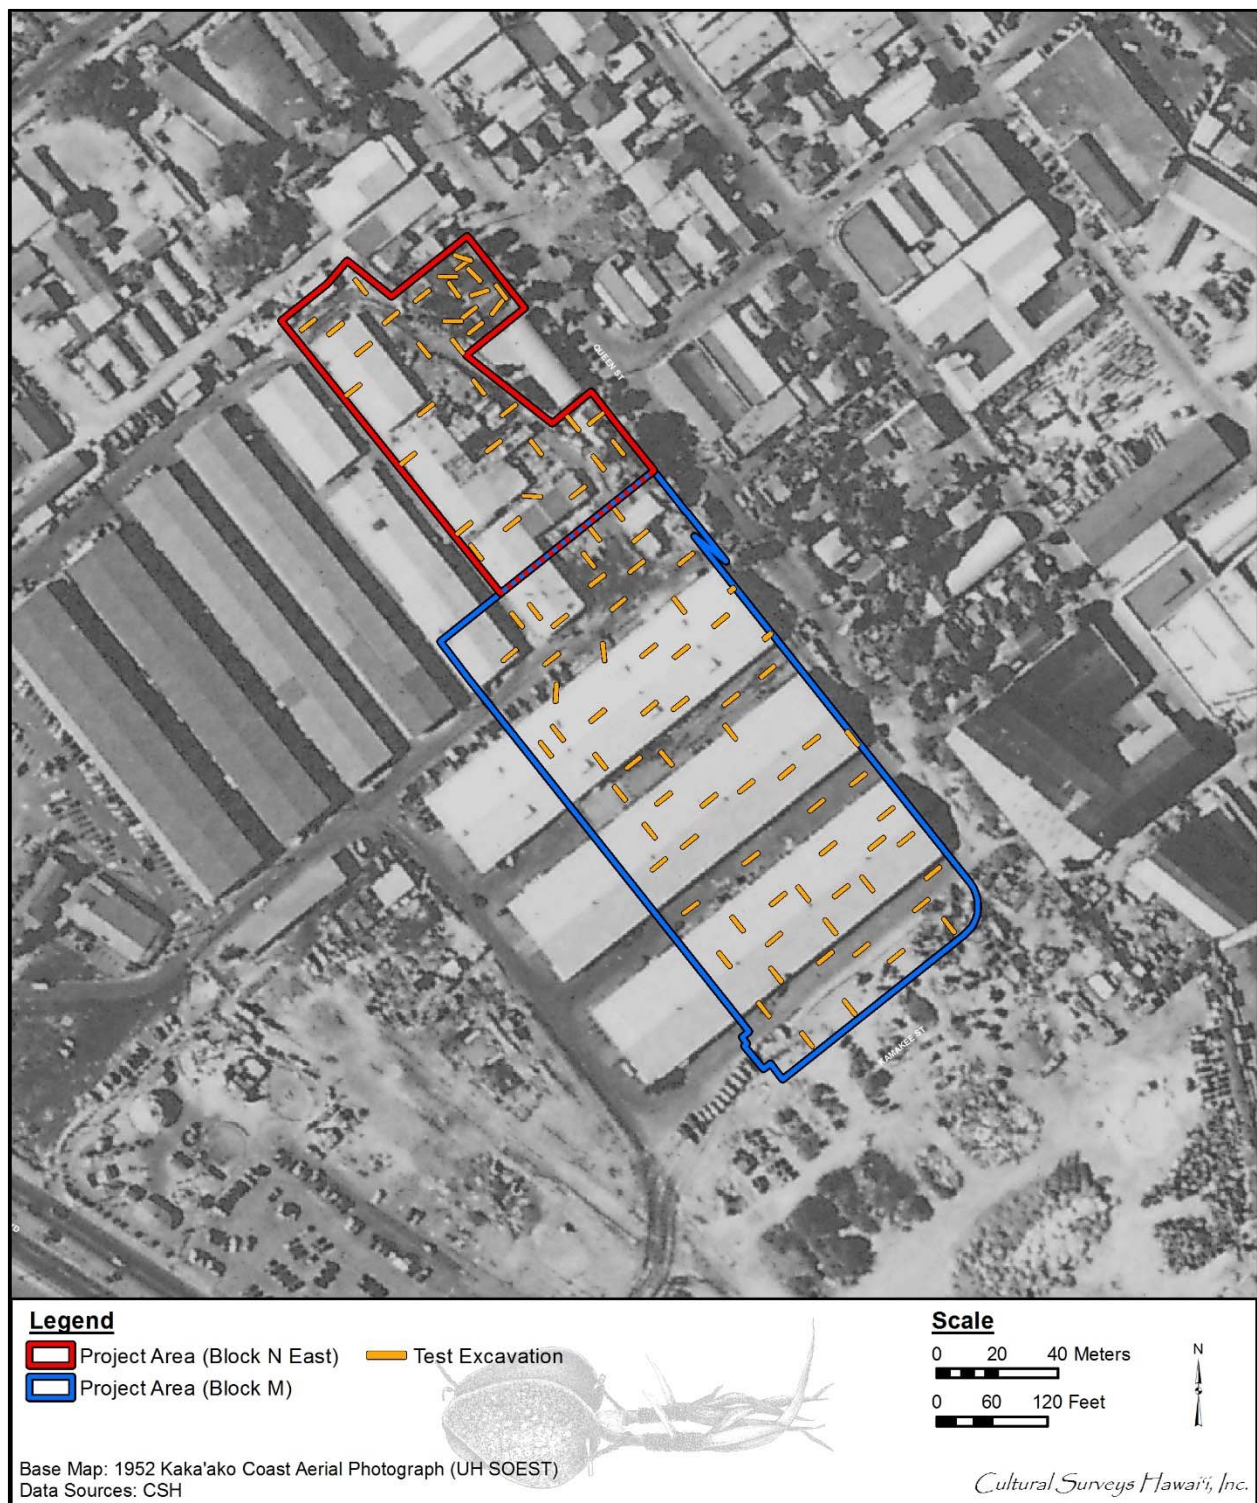 QUEEN ST
KAMAKEE ST
Legend
Project Area (Block N East)
Test Excavation
Project Area (Block M)
Scale
0 20 40 Meters
0 60 120 Feet
N
Base Map: 1952 Kaka'ako Coast Aerial Photograph (UH SOEST)
Data Sources: CSH
Cultural Surveys Hawai‘i, Inc.